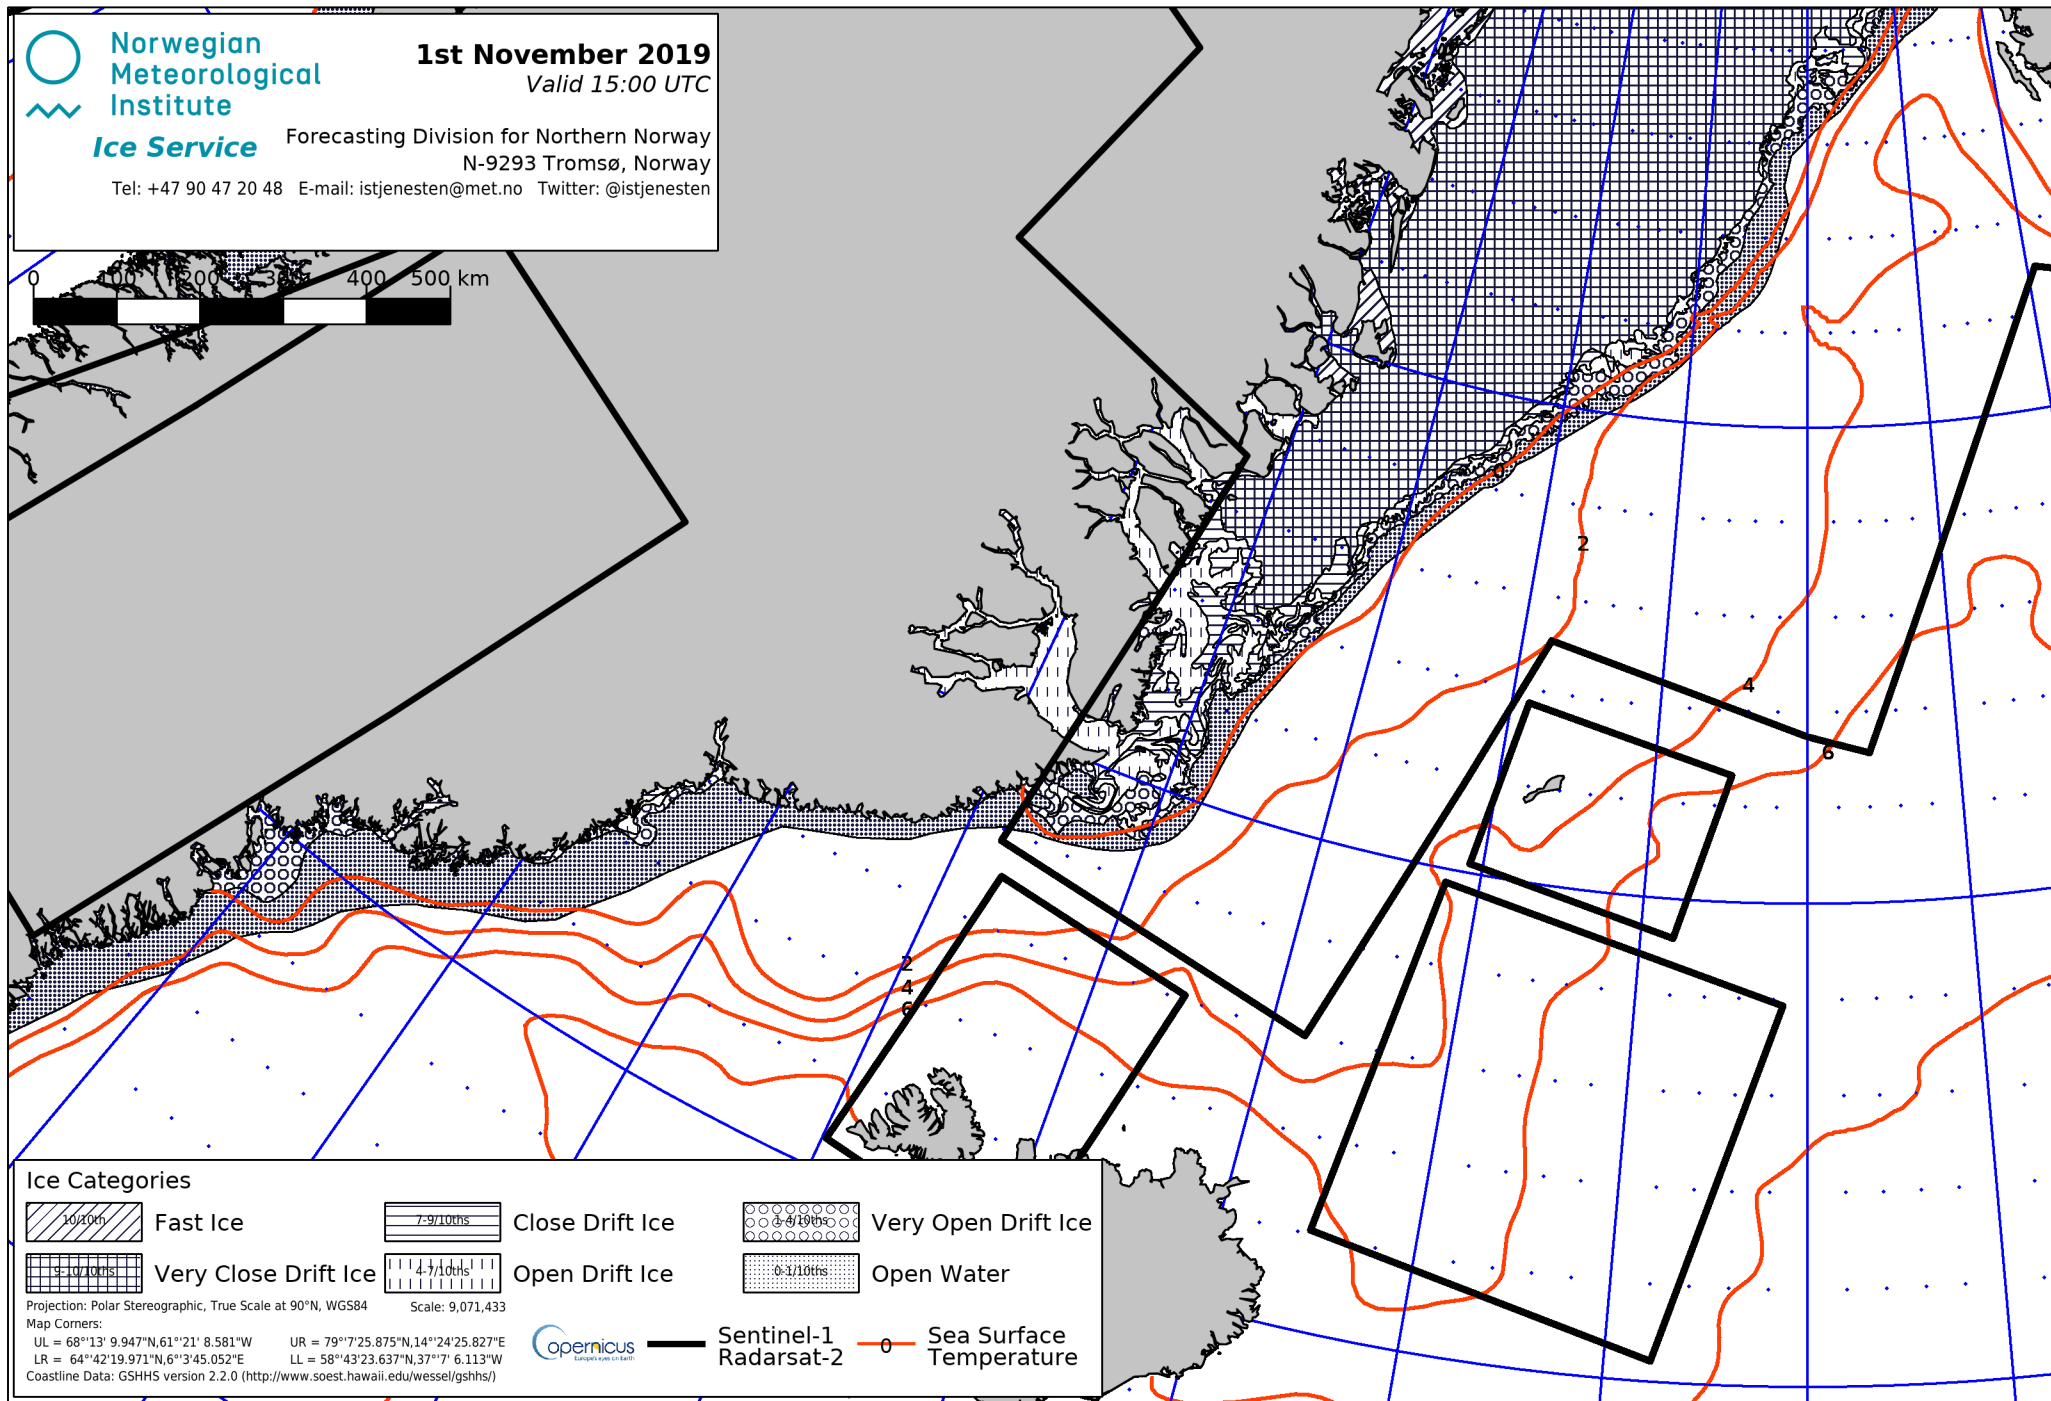 Norwegian
Meteorological
Institute
Ice Service
1st November 2019
Valid 15:00 UTC
Forecasting Division for Northern Norway
N-9293 Tromsø, Norway
Tel: +47 90 47 20 48 E-mail: istjenesten@met.no Twitter: @istjenesten
0 100 200 300 400 500 km
0
2
4
6
2
4
6
Ice Categories
10/10th Fast Ice
7-9/10ths Close Drift Ice
1-4/10ths Very Open Drift Ice
9-10/10ths Very Close Drift Ice
4-7/10ths Open Drift Ice
0-1/10ths Open Water
Projection: Polar Stereographic, True Scale at 90°N, WGS84 Scale: 9,071,433
Map Corners:
UL = 68°'13' 9.947"N,61°'21' 8.581"W UR = 79°'7'25.875"N,14°'24'25.827"E
LR = 64°'42'19.971"N,6°'3'45.052"E LL = 58°'43'23.637"N,37°'7' 6.113"W
Coastline Data: GSHHS version 2.2.0 (http://www.soest.hawaii.edu/wessel/gshhs/)
opernicus
Europe's eyes on Earth
Sentinel-1
Radarsat-2
0
Sea Surface
Temperature